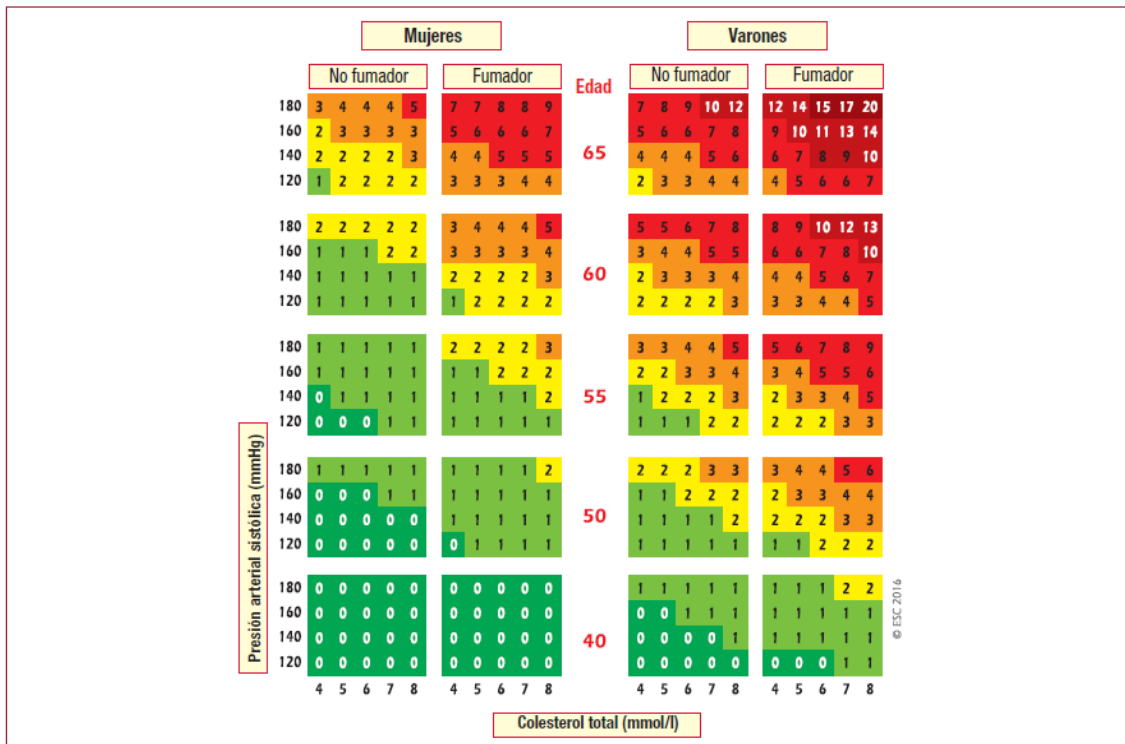 Mujeres Varones
No fumador Fumador Edad No fumador Fumador
180 3 4 4 4 5 7 7 8 8 9 7 8 9 10 12 12 14 15 17 20
160 2 3 3 3 3 5 6 6 6 7 5 6 6 7 8 9 10 11 13 14
65
140 2 2 2 2 3 4 4 5 5 5 4 4 4 5 6 6 7 8 9 10
120 1 2 2 2 2 3 3 3 4 4 2 3 3 4 4 4 5 6 6 7
180 2 2 2 2 2 3 4 4 4 5 5 5 6 7 8 8 9 10 12 13
160 1 1 1 2 2 3 3 3 3 4 3 4 4 5 5 6 6 7 8 10
60
140 1 1 1 1 1 2 2 2 2 3 2 3 3 3 4 4 4 5 6 7
120 1 1 1 1 1 1 2 2 2 2 2 2 2 2 3 3 3 4 4 5
180 1 1 1 1 1 2 2 2 2 3 3 3 4 4 5 5 6 7 8 9
160 1 1 1 1 1 1 1 2 2 2 2 2 3 3 4 3 4 5 5 6
55
140 0 1 1 1 1 1 1 1 1 2 1 2 2 2 3 2 3 3 4 5
120 0 0 0 1 1 1 1 1 1 1 1 1 1 2 2 2 2 2 3 3
180 1 1 1 1 1 1 1 1 1 2 2 2 2 3 3 3 4 4 5 6
160 0 0 0 1 1 1 1 1 1 1 1 1 2 2 2 2 3 3 4 4
50
140 0 0 0 0 0 1 1 1 1 1 1 1 1 1 2 2 2 2 3 3
120 0 0 0 0 0 0 1 1 1 1 1 1 1 1 1 1 1 2 2 2
180 0 0 0 0 0 0 0 0 0 0 1 1 1 1 1 1 1 1 2 2
160 0 0 0 0 0 0 0 0 0 0 0 0 1 1 1 1 1 1 1 1
40
140 0 0 0 0 0 0 0 0 0 0 0 0 0 0 1 1 1 1 1 1
120 0 0 0 0 0 0 0 0 0 0 0 0 0 0 0 0 0 0 1 1
4 5 6 7 8 4 5 6 7 8 4 5 6 7 8 4 5 6 7 8
Presión arterial sistólica (mmHg)
Colesterol total (mmol/l)
© ESC 2016